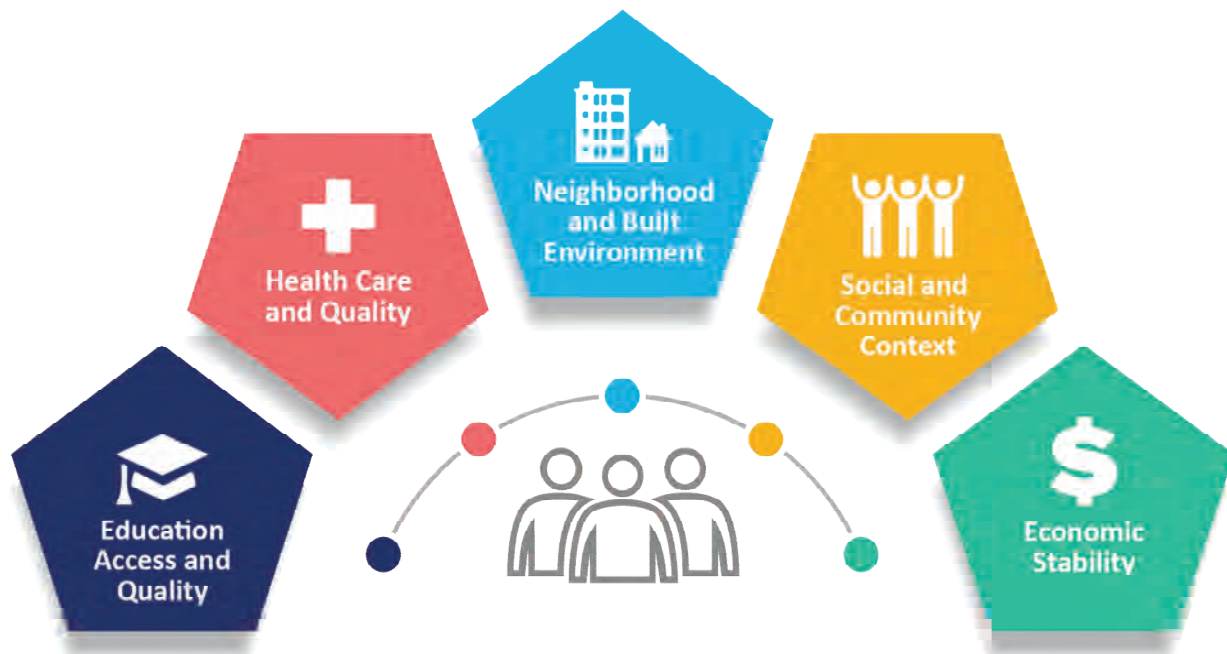 Education
Access and
Quality
Health Care
and Quality
Neighborhood
and Built
Environment
Social and
Community
Context
$
Economic
Stability